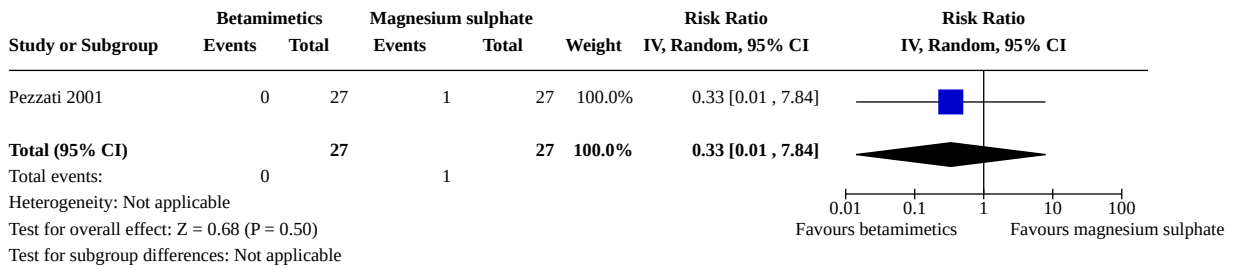 Betamimetics Magnesium sulphate Risk Ratio Risk Ratio
Study or Subgroup Events Total Events Total Weight IV, Random, 95% CI IV, Random, 95% CI
Pezzati 2001 0 27 1 27 100.0% 0.33 [0.01 , 7.84]
Total (95% CI) 27 27 100.0% 0.33 [0.01 , 7.84]
Total events: 0 1
Heterogeneity: Not applicable
0.01 0.1 1 10 100
Test for overall effect: Z = 0.68 (P = 0.50) Favours betamimetics Favours magnesium sulphate
Test for subgroup differences: Not applicable